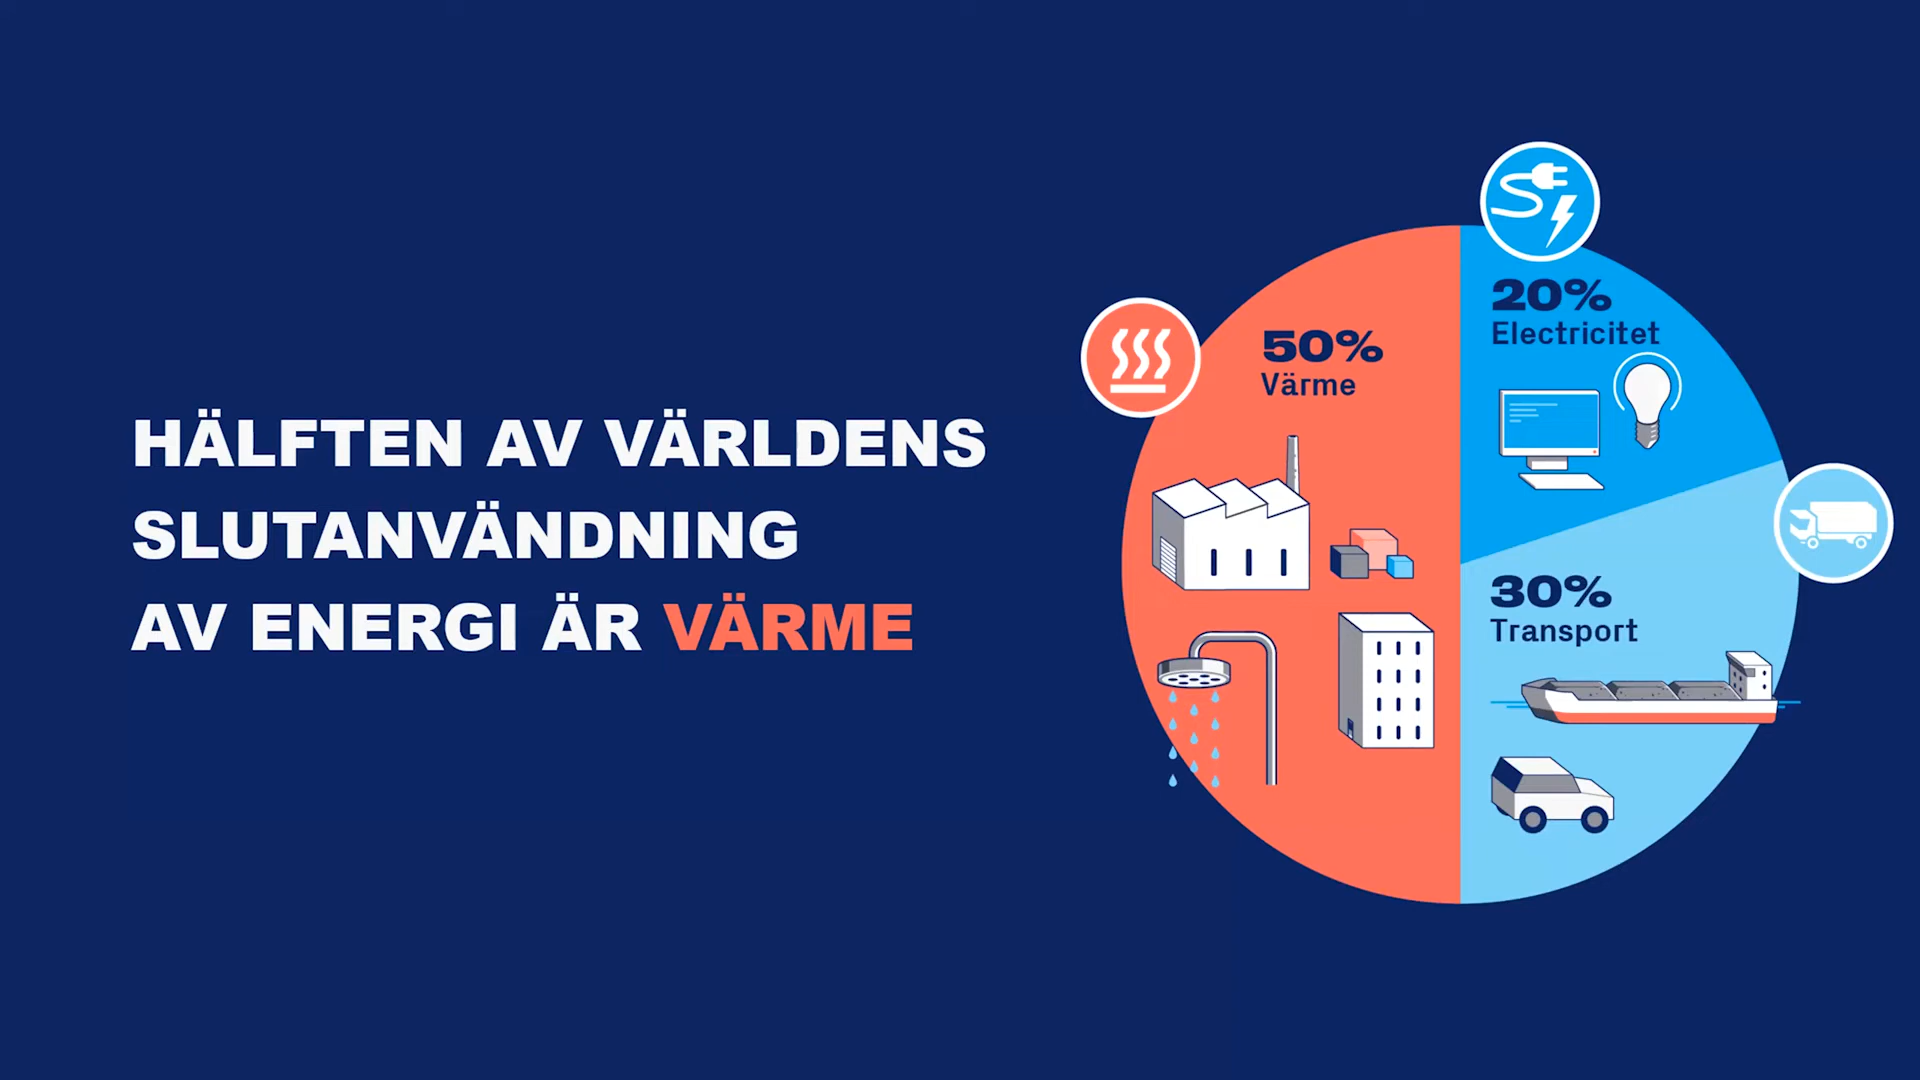 HÄLFTEN AV VÄRLDENS
SLUTANVÄNDNING
AV ENERGI ÄR VÄRME
50%
Värme
20%
Electricitet
30%
Transport